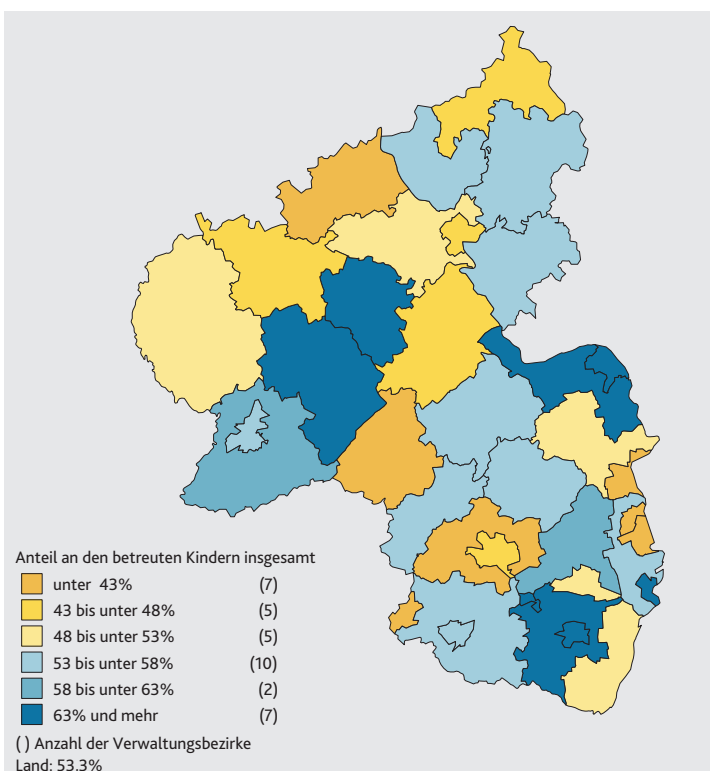 Anteil an den betreuten Kindern insgesamt
unter 43% (7)
43 bis unter 48% (5)
48 bis unter 53% (5)
53 bis unter 58% (10)
58 bis unter 63% (2)
63% und mehr (7)
( ) Anzahl der Verwaltungsbezirke
Land: 53,3%